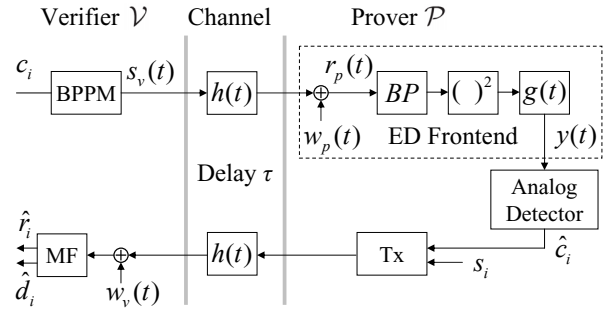 Verifier 𝒱 Channel Prover 𝒫
c_i BPPM s_v(t) h(t) r_p(t) BP ( )² g(t)
w_p(t) ED Frontend y(t)
Delay τ
Analog
Detector
r̂_i
MF h(t) Tx ĉ_i
d̂_i w_v(t) s_i